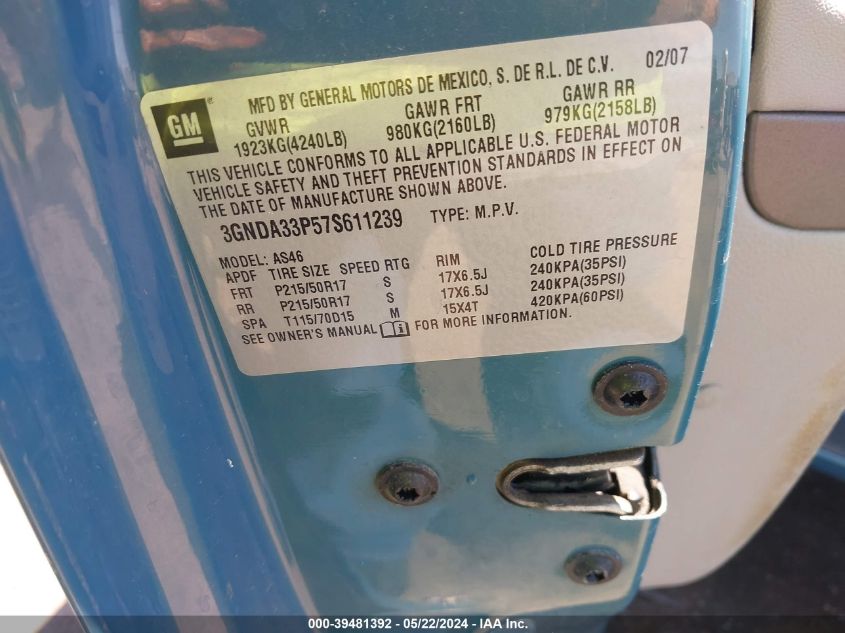 GM
MFD BY GENERAL MOTORS DE MEXICO, S. DE R.L. DE C.V. 02/07
GVWR GAWR FRT GAWR RR
1923KG(4240LB) 980KG(2160LB) 979KG(2158LB)
THIS VEHICLE CONFORMS TO ALL APPLICABLE U.S. FEDERAL MOTOR
VEHICLE SAFETY AND THEFT PREVENTION STANDARDS IN EFFECT ON
THE DATE OF MANUFACTURE SHOWN ABOVE.
3GNDA33P57S611239 TYPE: M.P.V.
MODEL: AS46
APDF TIRE SIZE SPEED RTG RIM COLD TIRE PRESSURE
FRT P215/50R17 S 17X6.5J 240KPA(35PSI)
RR P215/50R17 S 17X6.5J 240KPA(35PSI)
SPA T115/70D15 M 15X4T 420KPA(60PSI)
SEE OWNER'S MANUAL i FOR MORE INFORMATION.
000-39481392 - 05/22/2024 - IAA Inc.